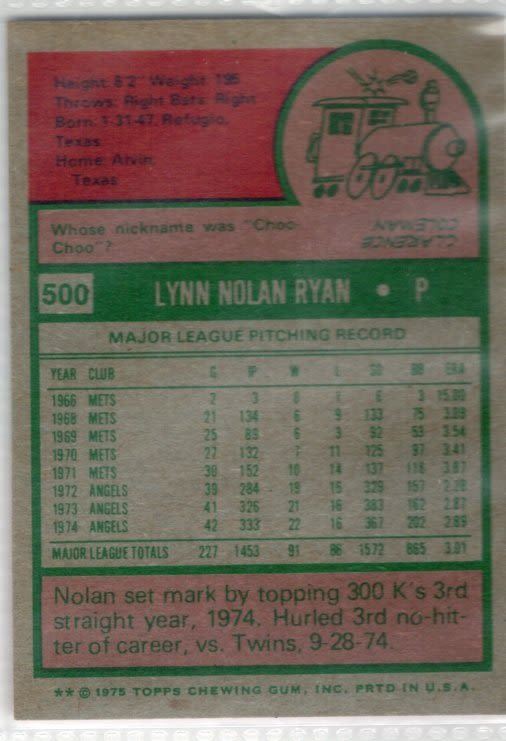 Height 6'2" Weight 195
Throws: Right Bats: Right
Born: 1-31-47, Refugio,
Texas
Home: Alvin,
Texas
Whose nickname was "Choo-
Choo"?
CLARENCE
COLEMAN
500 LYNN NOLAN RYAN • P
MAJOR LEAGUE PITCHING RECORD
YEAR CLUB G IP W L SO BB ERA
1966 METS 2 3 0 1 6 3 15.00
1968 METS 21 134 6 9 133 75 3.09
1969 METS 25 89 6 3 92 53 3.54
1970 METS 27 132 7 11 125 97 3.41
1971 METS 30 152 10 14 137 116 3.97
1972 ANGELS 39 284 19 16 329 157 2.28
1973 ANGELS 41 326 21 16 383 162 2.87
1974 ANGELS 42 333 22 16 367 202 2.89
MAJOR LEAGUE TOTALS 227 1453 91 86 1572 865 3.01
Nolan set mark by topping 300 K's 3rd
straight year, 1974. Hurled 3rd no-hit-
ter of career, vs. Twins, 9-28-74.
** © 1975 TOPPS CHEWING GUM, INC. PRTD IN U.S.A.